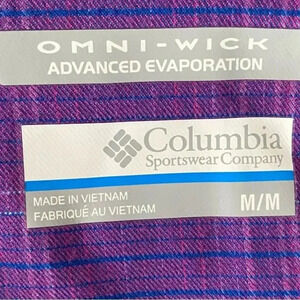 OMNI-WICK
ADVANCED EVAPORATION
Columbia
Sportswear Company
MADE IN VIETNAM
FABRIQUÉ AU VIETNAM
M/M